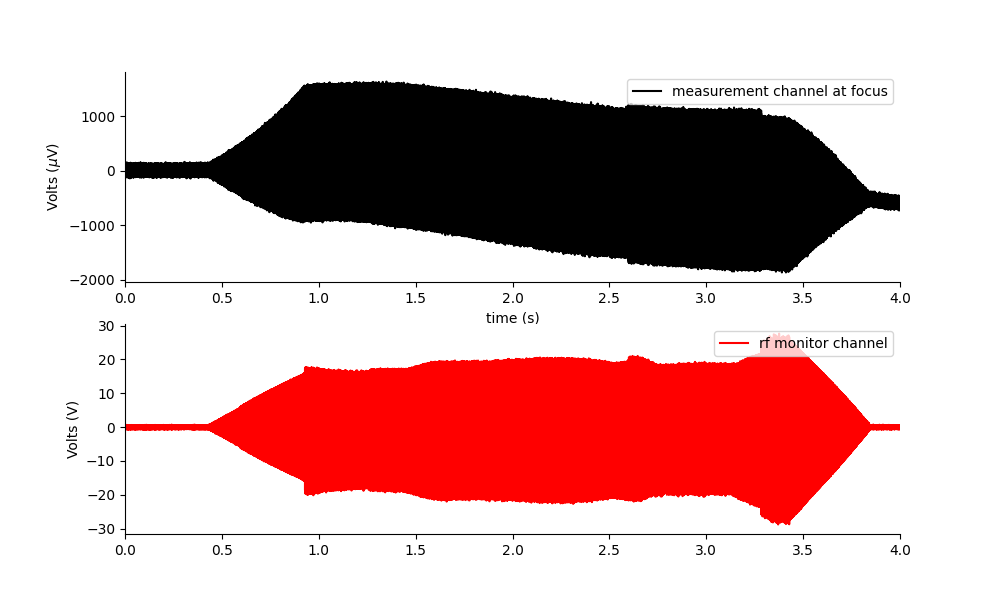 measurement channel at focus
Volts (μV)
1000
0
−1000
−2000
0.0 0.5 1.0 1.5 2.0 2.5 3.0 3.5 4.0
time (s)
rf monitor channel
Volts (V)
30
20
10
0
−10
−20
−30
0.0 0.5 1.0 1.5 2.0 2.5 3.0 3.5 4.0